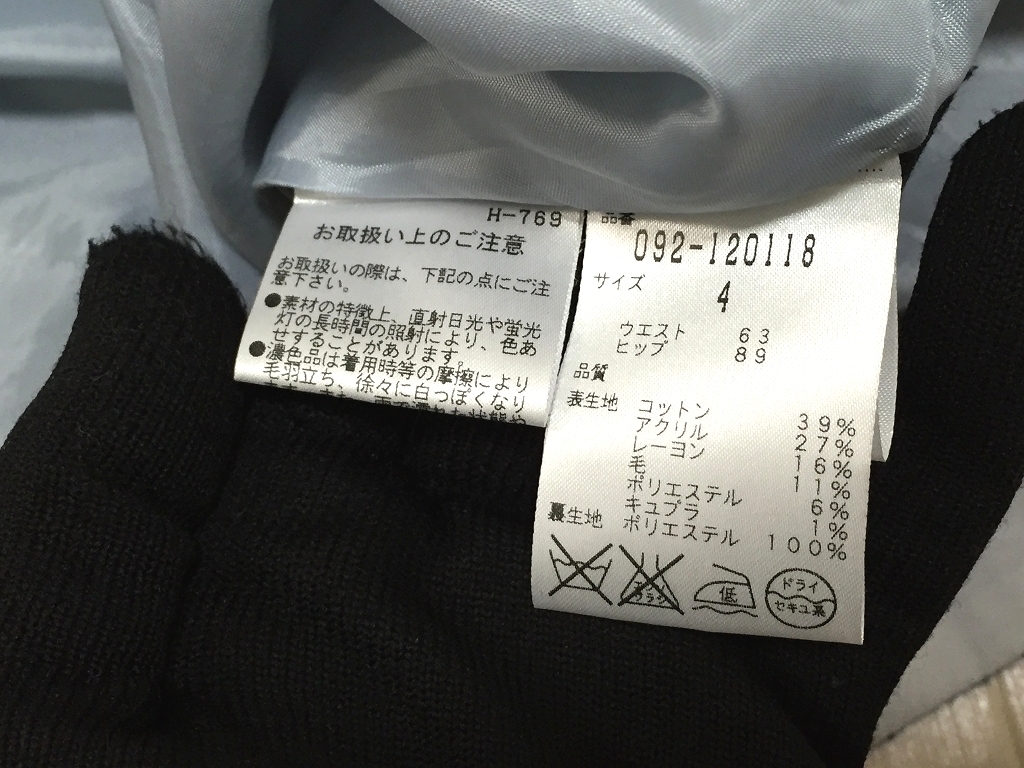 H-769
お取扱い上のご注意
お取扱いの際は、下記の点にご注
意下さい。
●素材の特徴上、直射日光や蛍光
灯の長時間の照射により、色あ
せすることがあります。
●濃色品は着用時等の摩擦により
毛羽立ち、徐々に白っぽくなり
品番
092-120118
サイズ
4
ウエスト 63
ヒップ 89
品質
表生地 コットン 39%
アクリル 27%
レーヨン 16%
毛 11%
ポリエステル 6%
キュプラ 1%
裏生地 ポリエステル 100%
低
ドライ
セキユ系